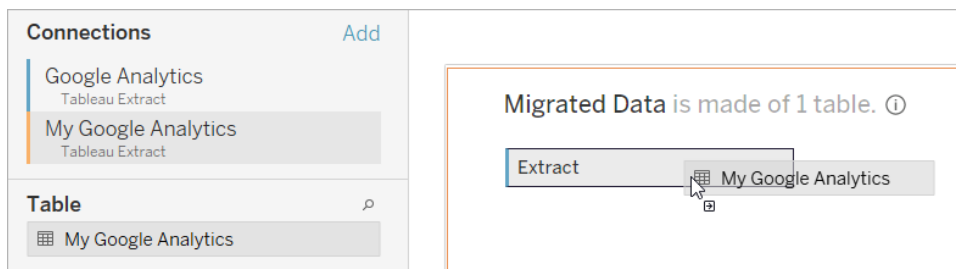 Connections Add
Google Analytics
Tableau Extract
My Google Analytics
Tableau Extract
Table
My Google Analytics
Migrated Data is made of 1 table.
Extract
My Google Analytics